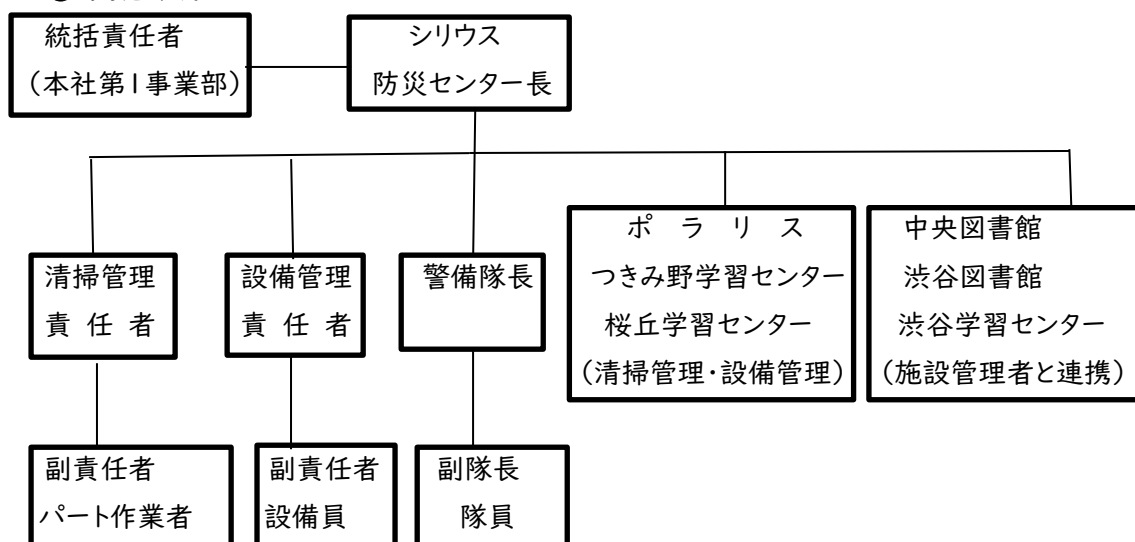 統括責任者
(本社第1事業部)
シリウス
防災センター長
清掃管理
責任者
設備管理
責任者
警備隊長
ポラリス
つきみ野学習センター
桜丘学習センター
(清掃管理・設備管理)
中央図書館
渋谷図書館
渋谷学習センター
(施設管理者と連携)
副責任者
パート作業者
副責任者
設備員
副隊長
隊員